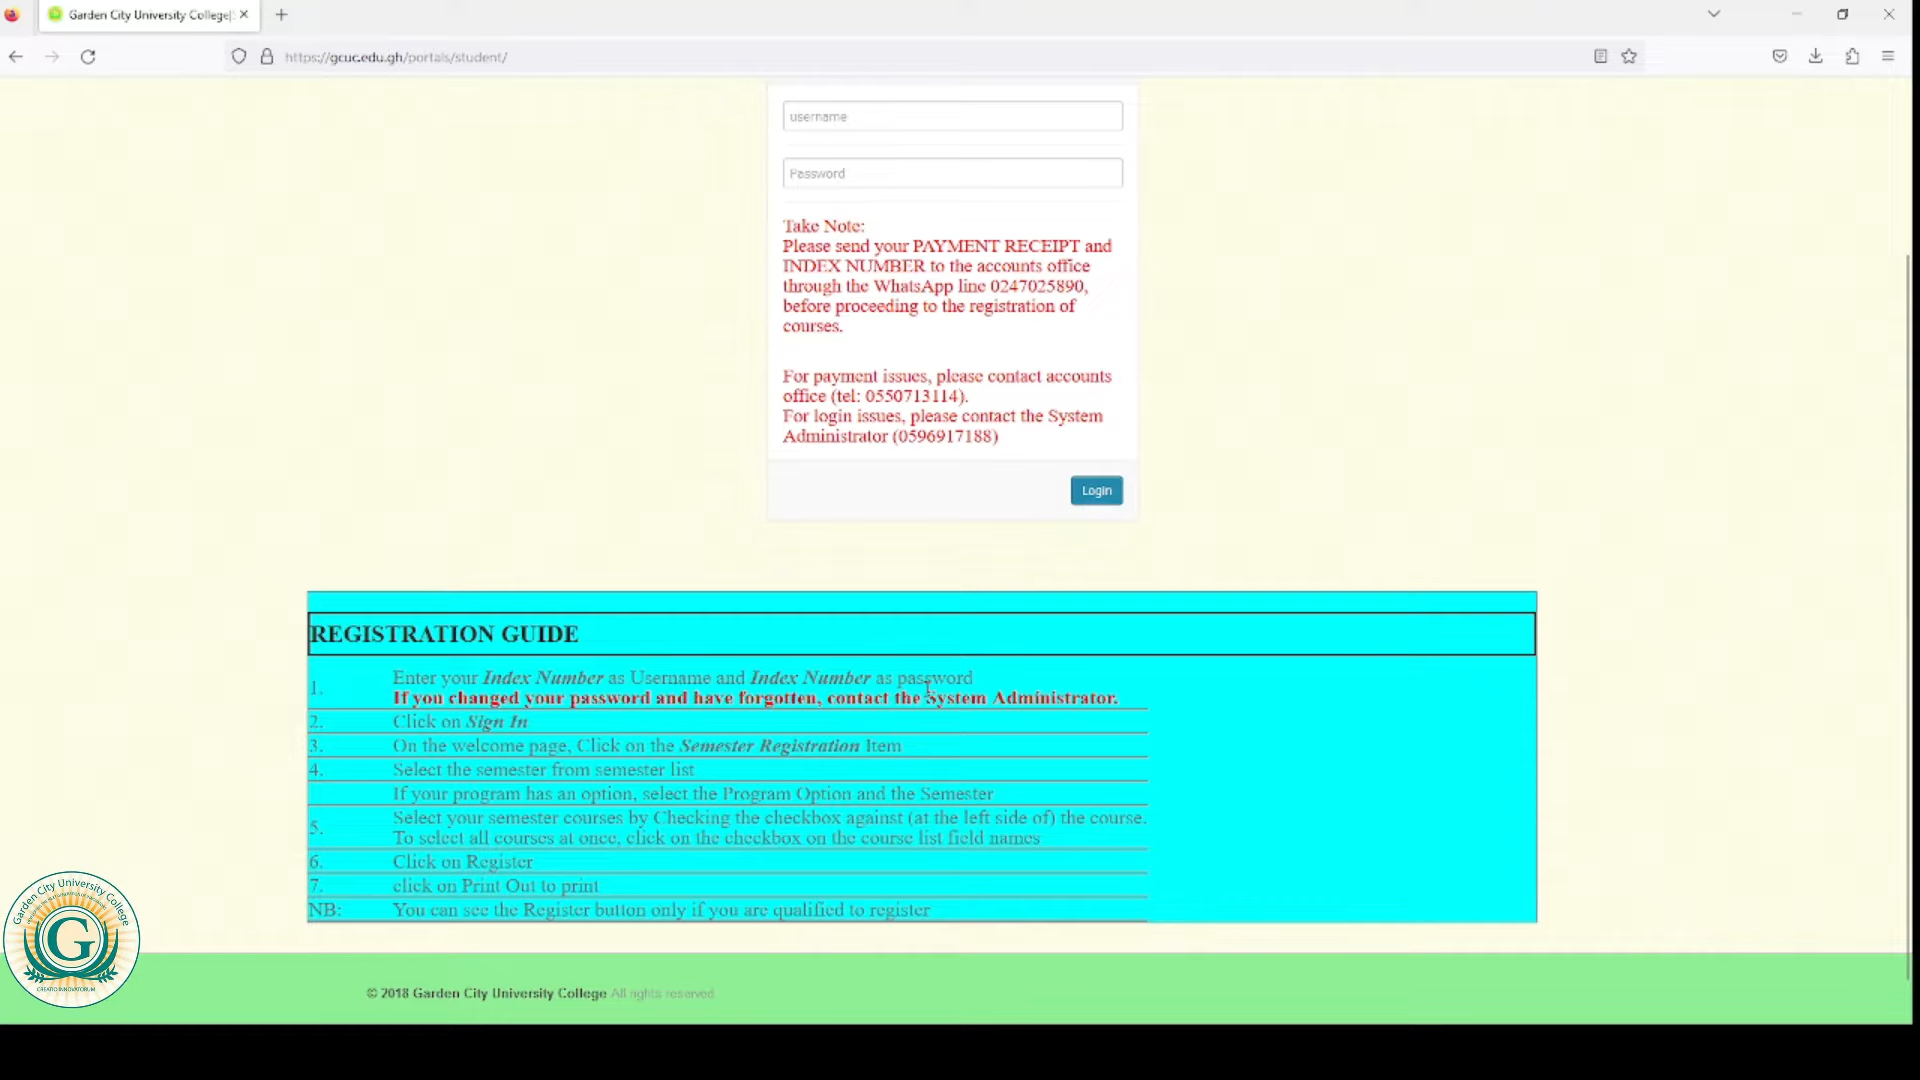 Garden City University College|
https://gcuc.edu.gh/portals/student/
username
Password
Take Note:
Please send your PAYMENT RECEIPT and
INDEX NUMBER to the accounts office
through the WhatsApp line 0247025890,
before proceeding to the registration of
courses.
For payment issues, please contact accounts
office (tel: 0550713114).
For login issues, please contact the System
Administrator (0596917188)
Login
REGISTRATION GUIDE
1. Enter your Index Number as Username and Index Number as password
If you changed your password and have forgotten, contact the System Administrator.
2. Click on Sign In
3. On the welcome page, Click on the Semester Registration Item
4. Select the semester from semester list
If your program has an option, select the Program Option and the Semester
5. Select your semester courses by Checking the checkbox against (at the left side of) the course.
To select all courses at once, click on the checkbox on the course list field names
6. Click on Register
7. click on Print Out to print
NB: You can see the Register button only if you are qualified to register
Garden City University College
G
CREATIO INNOVATORUM
© 2018 Garden City University College All rights reserved